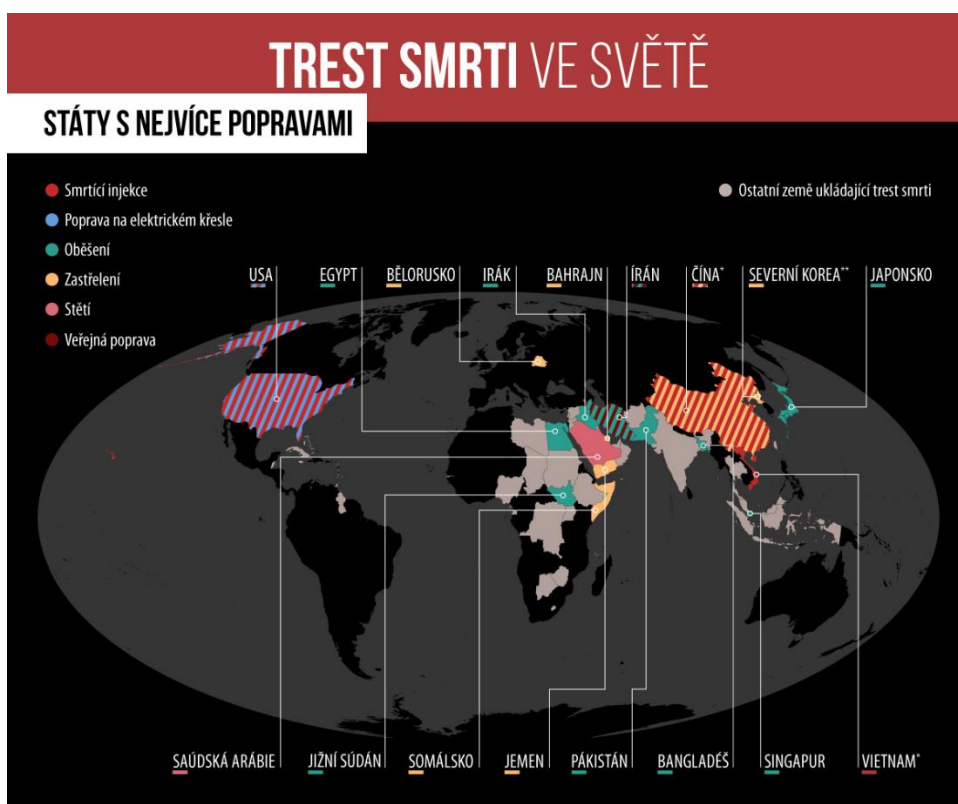 TREST SMRTI VE SVĚTĚ
STÁTY S NEJVÍCE POPRAVAMI
Smrtící injekce
Poprava na elektrickém křesle
Oběšení
Zastřelení
Stětí
Veřejná poprava
Ostatní země ukládající trest smrti
USA EGYPT BĚLORUSKO IRÁK BAHRAJN ÍRÁN ČÍNA* SEVERNÍ KOREA** JAPONSKO
SAÚDSKÁ ARÁBIE JIŽNÍ SÚDÁN SOMÁLSKO JEMEN PÁKISTÁN BANGLADÉŠ SINGAPUR VIETNAM*